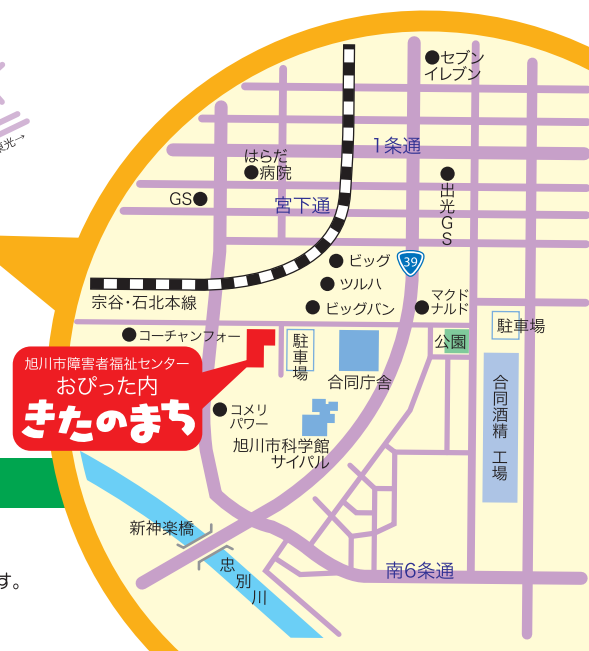 セブン
イレブン
東光→
1条通
はらだ
病院
出光GS
GS
宮下通
ビッグ
39
ツルハ
宗谷・石北本線
ビッグバン
マクド
ナルド
駐車場
コーチャンフォー
駐車場
公園
旭川市障害者福祉センター
おぴった内
きたのまち
合同庁舎
合同酒精 工場
コメリ
パワー
旭川市科学館
サイパル
新神楽橋
忠別川
南6条通
す。